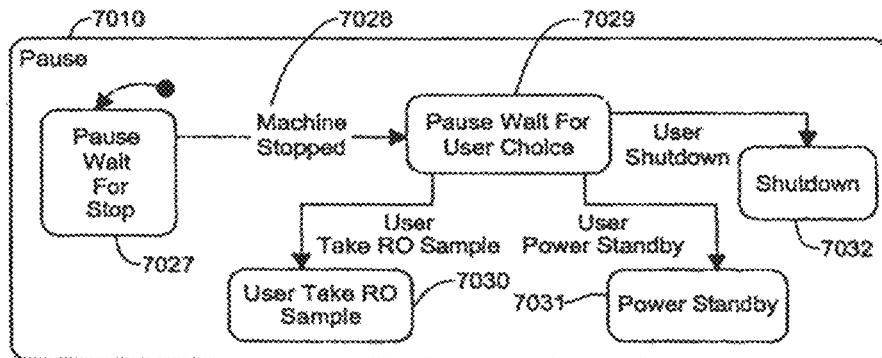 7010
7028
7029
Pause
Pause
Wait
For
Stop
Machine
Stopped
Pause Wait For
User Choice
User
Shutdown
Shutdown
7027
User
Take RO Sample
User
Power Standby
7032
User Take RO
Sample
7030
7031
Power Standby